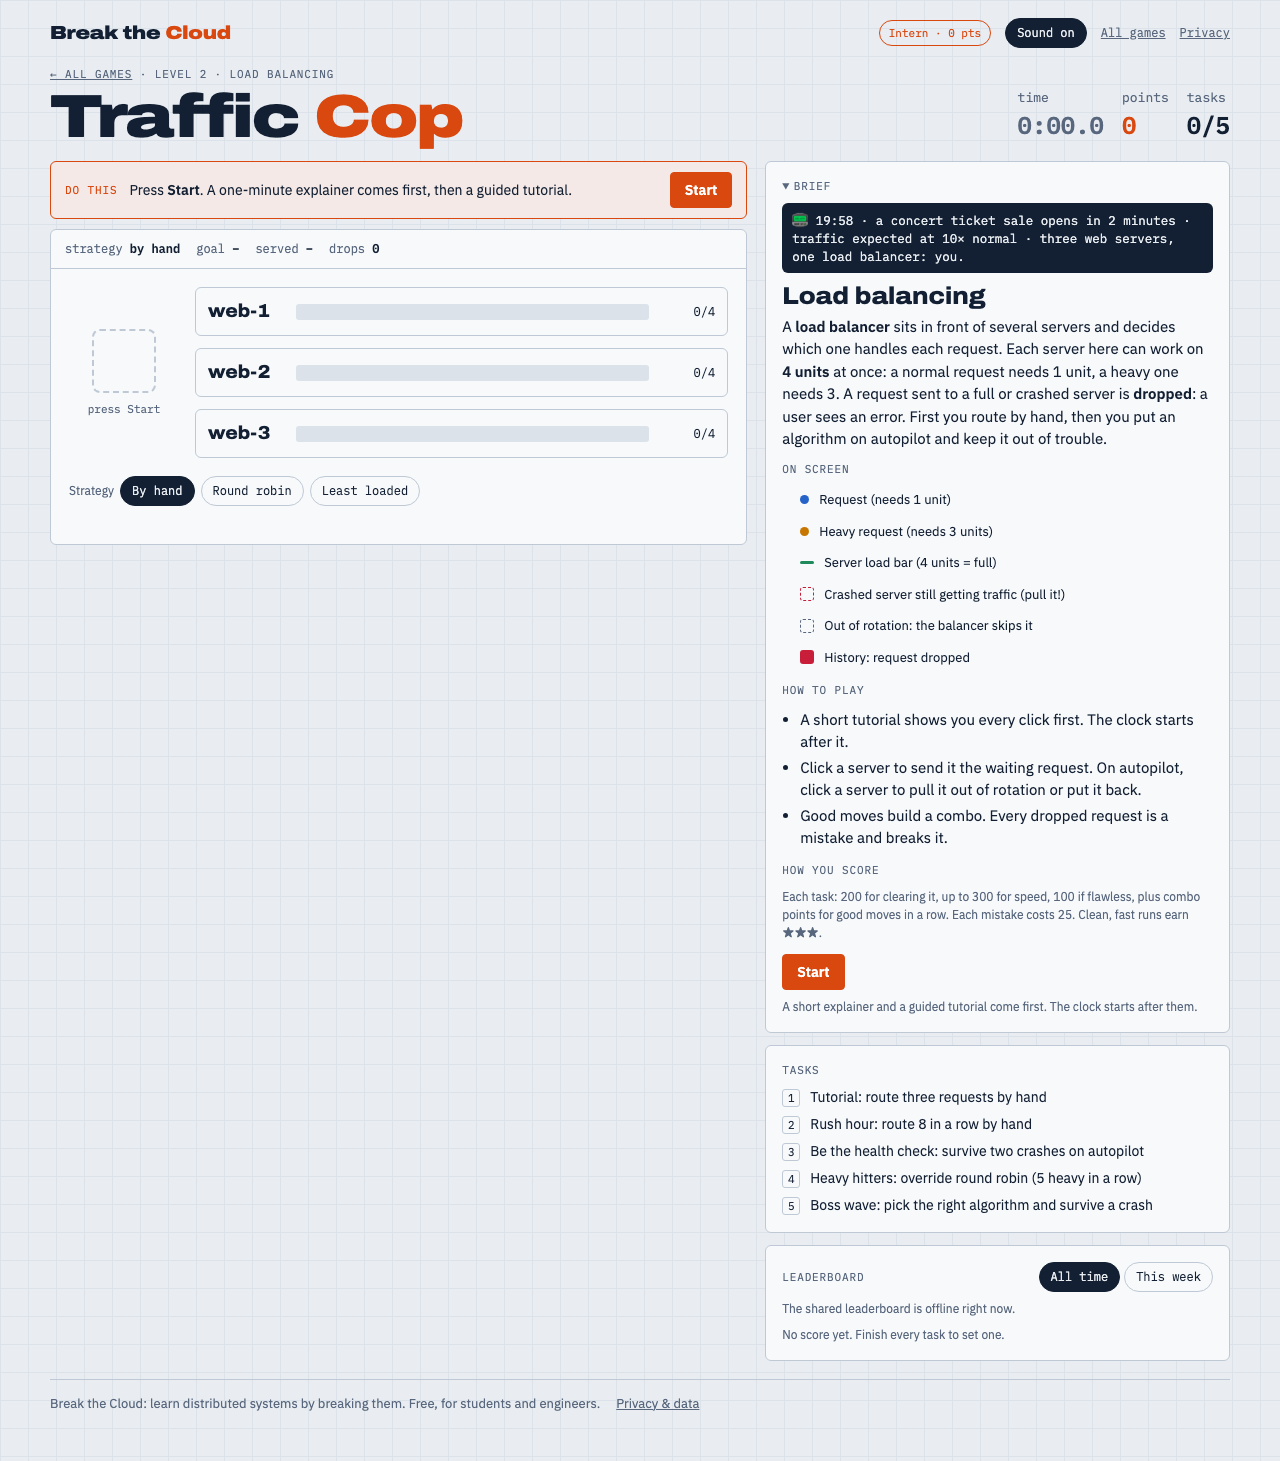 Break the Cloud
Intern · 0 pts
Sound on
All games
Privacy
← ALL GAMES · LEVEL 2 · LOAD BALANCING
Traffic Cop
time
0:00.0
points
0
tasks
0/5
DO THIS Press Start. A one-minute explainer comes first, then a guided tutorial.
Start
strategy by hand goal – served – drops 0
press Start
web-1 0/4
web-2 0/4
web-3 0/4
Strategy By hand Round robin Least loaded
▼ BRIEF
19:58 · a concert ticket sale opens in 2 minutes ·
traffic expected at 10× normal · three web servers,
one load balancer: you.
Load balancing
A load balancer sits in front of several servers and decides
which one handles each request. Each server here can work on
4 units at once: a normal request needs 1 unit, a heavy one
needs 3. A request sent to a full or crashed server is dropped: a
user sees an error. First you route by hand, then you put an
algorithm on autopilot and keep it out of trouble.
ON SCREEN
Request (needs 1 unit)
Heavy request (needs 3 units)
Server load bar (4 units = full)
Crashed server still getting traffic (pull it!)
Out of rotation: the balancer skips it
History: request dropped
HOW TO PLAY
• A short tutorial shows you every click first. The clock starts
after it.
• Click a server to send it the waiting request. On autopilot,
click a server to pull it out of rotation or put it back.
• Good moves build a combo. Every dropped request is a
mistake and breaks it.
HOW YOU SCORE
Each task: 200 for clearing it, up to 300 for speed, 100 if flawless, plus combo
points for good moves in a row. Each mistake costs 25. Clean, fast runs earn
★★★.
Start
A short explainer and a guided tutorial come first. The clock starts after them.
TASKS
1 Tutorial: route three requests by hand
2 Rush hour: route 8 in a row by hand
3 Be the health check: survive two crashes on autopilot
4 Heavy hitters: override round robin (5 heavy in a row)
5 Boss wave: pick the right algorithm and survive a crash
LEADERBOARD
All time
This week
The shared leaderboard is offline right now.
No score yet. Finish every task to set one.
Break the Cloud: learn distributed systems by breaking them. Free, for students and engineers. Privacy & data